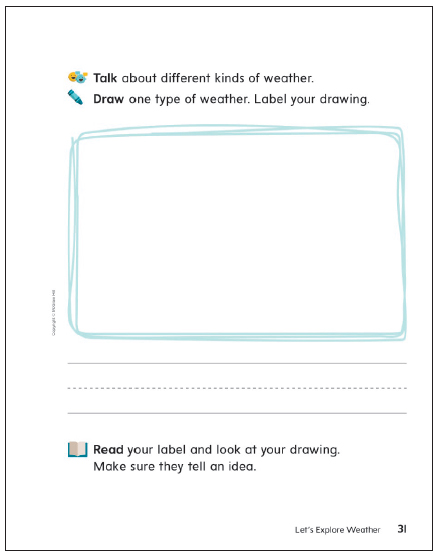 Talk about different kinds of weather.
Draw one type of weather. Label your drawing.
Copyright © McGraw Hill
Read your label and look at your drawing.
Make sure they tell an idea.
Let's Explore Weather 31